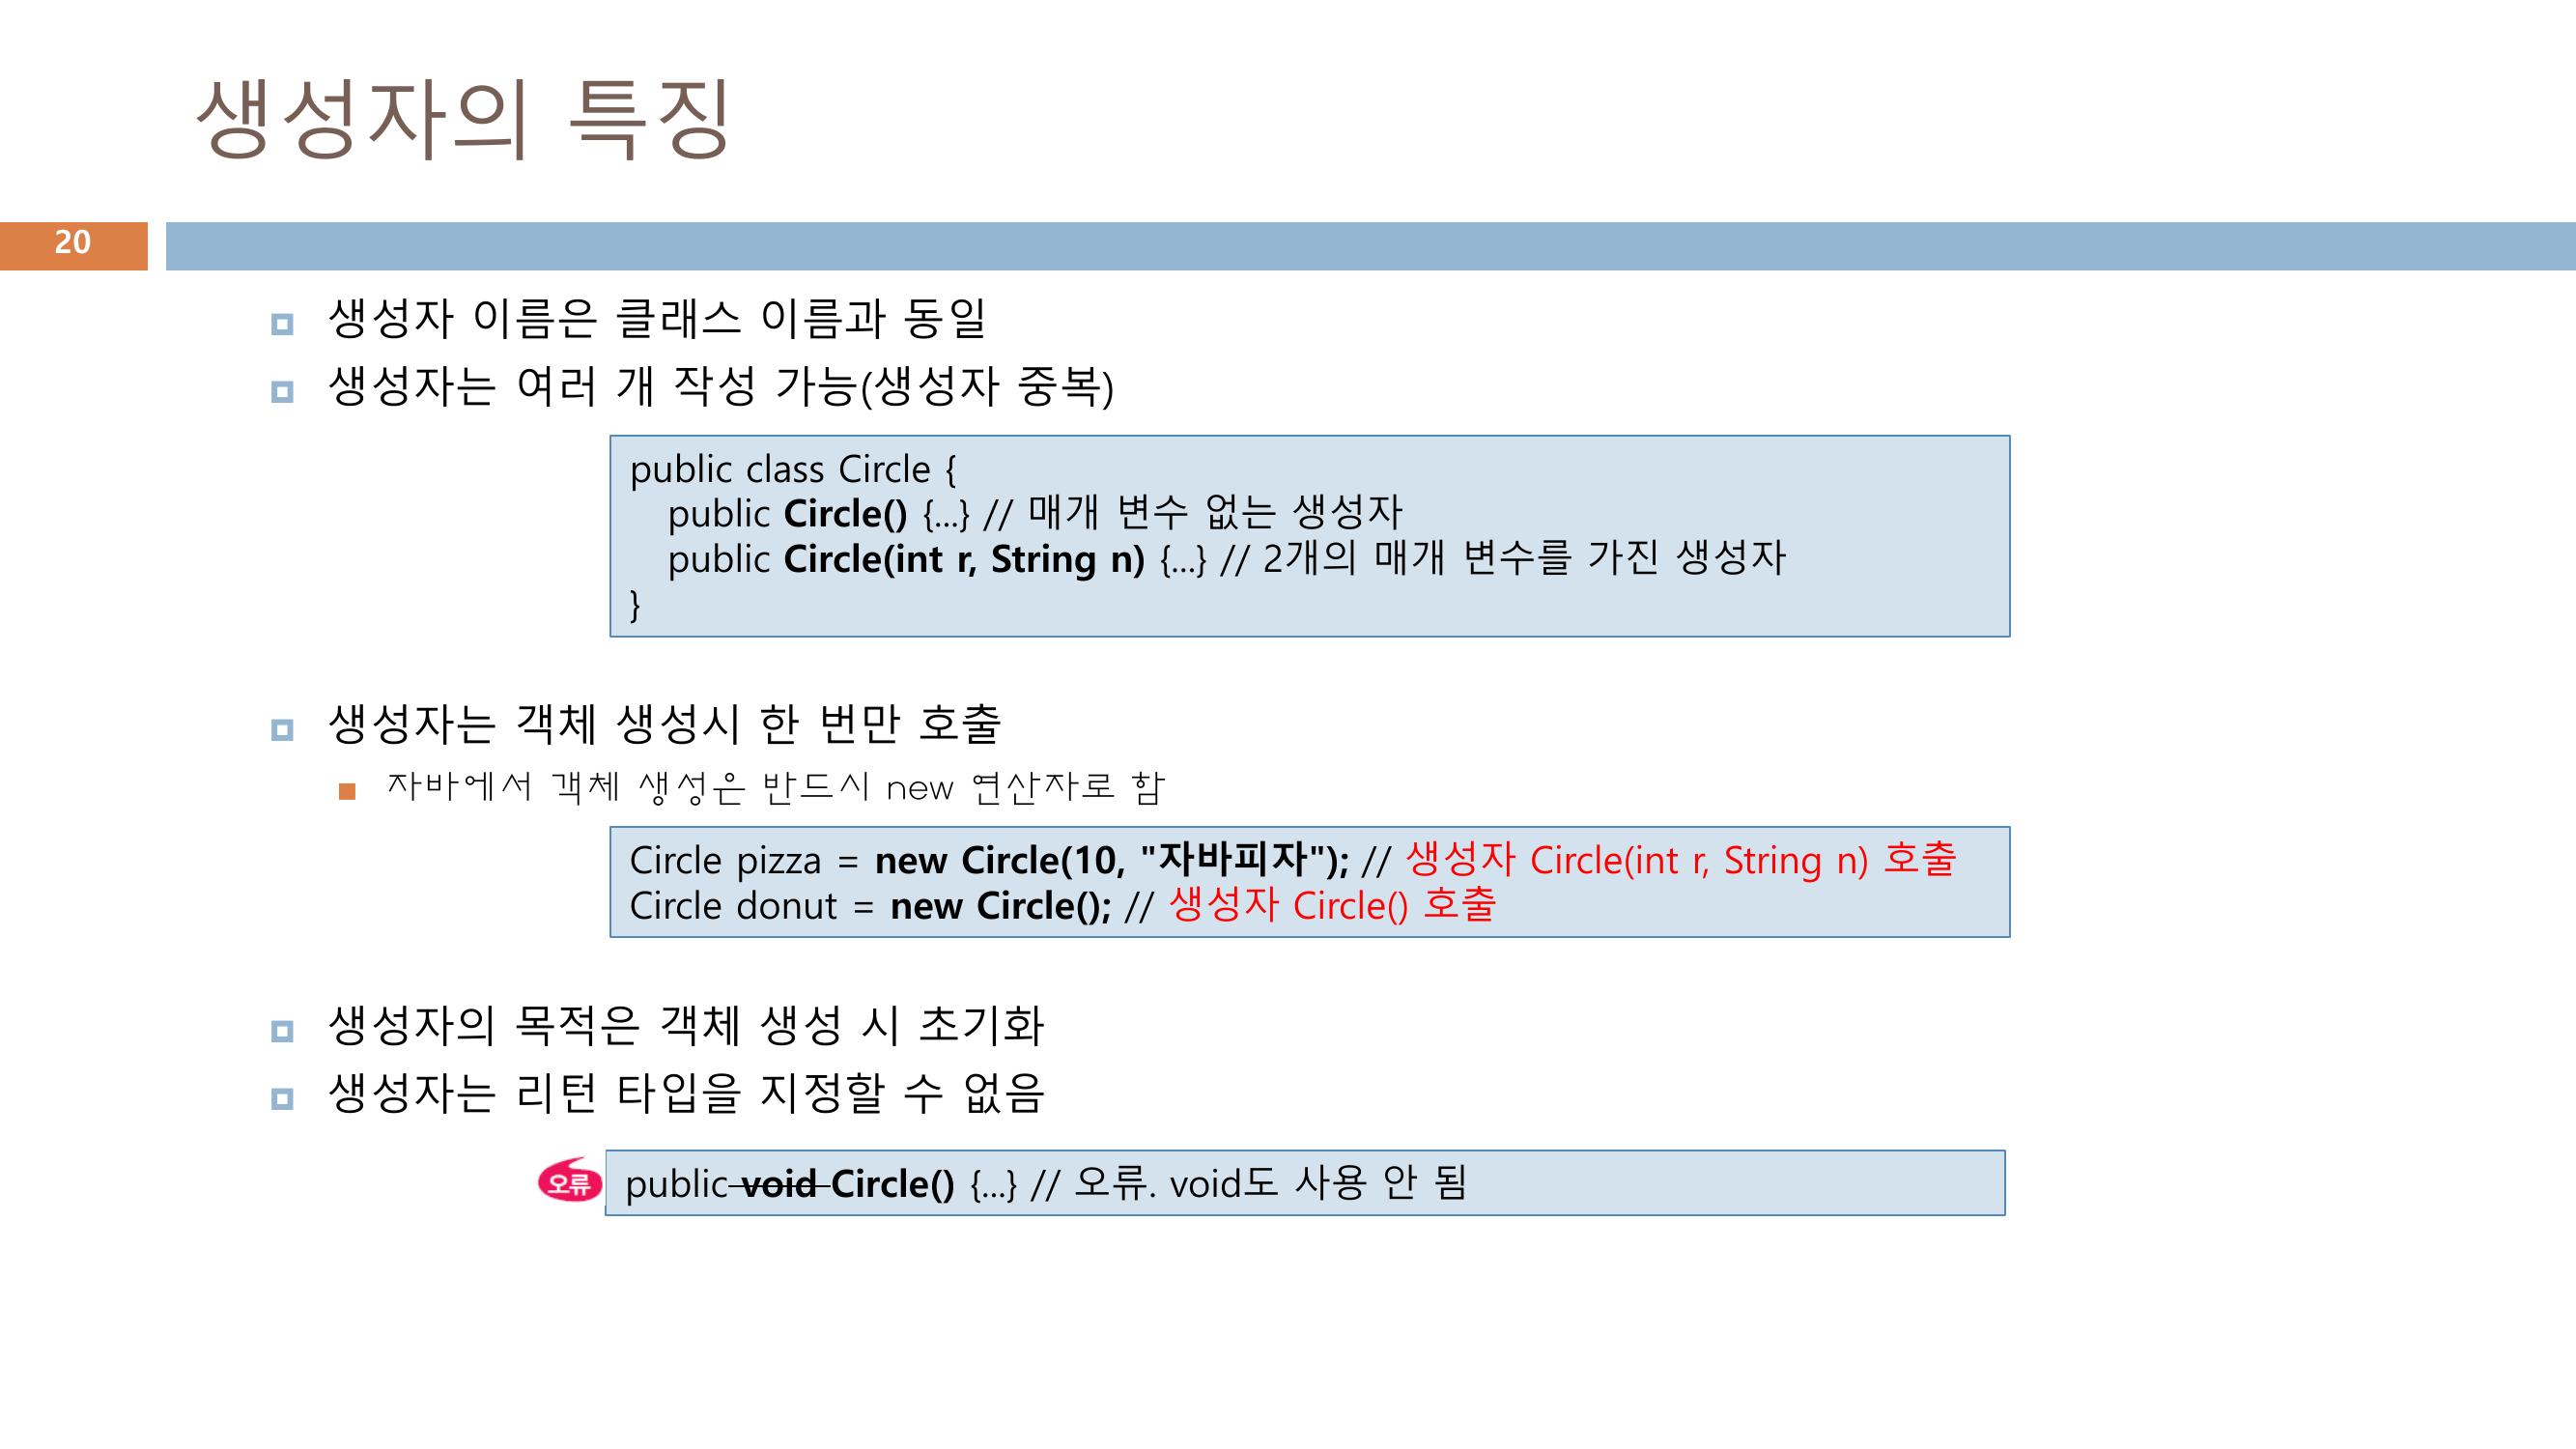 생성자의 특징
20
생성자 이름은 클래스 이름과 동일
생성자는 여러 개 작성 가능(생성자 중복)
public class Circle {
public Circle() {...} // 매개 변수 없는 생성자
public Circle(int r, String n) {...} // 2개의 매개 변수를 가진 생성자
}
생성자는 객체 생성시 한 번만 호출
자바에서 객체 생성은 반드시 new 연산자로 함
Circle pizza = new Circle(10, "자바피자"); // 생성자 Circle(int r, String n) 호출
Circle donut = new Circle(); // 생성자 Circle() 호출
생성자의 목적은 객체 생성 시 초기화
생성자는 리턴 타입을 지정할 수 없음
오류 public void Circle() {...} // 오류. void도 사용 안 됨